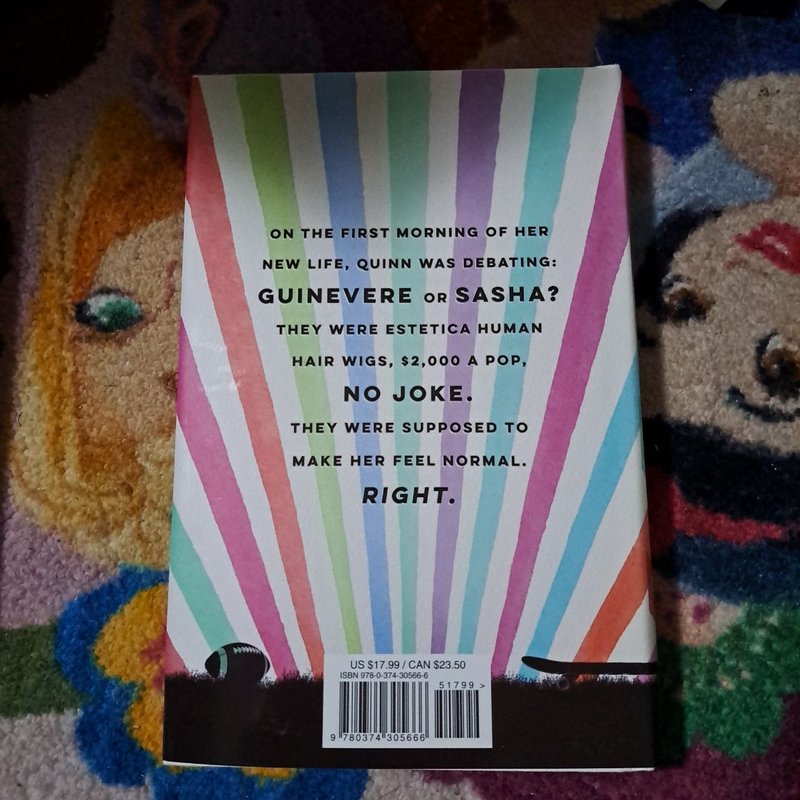 ON THE FIRST MORNING OF HER
NEW LIFE, QUINN WAS DEBATING:
GUINEVERE OR SASHA?
THEY WERE ESTETICA HUMAN
HAIR WIGS, $2,000 A POP,
NO JOKE.
THEY WERE SUPPOSED TO
MAKE HER FEEL NORMAL.
RIGHT.
US $17.99 / CAN $23.50
ISBN 978-0-374-30566-6
51799 >
9 780374 305666